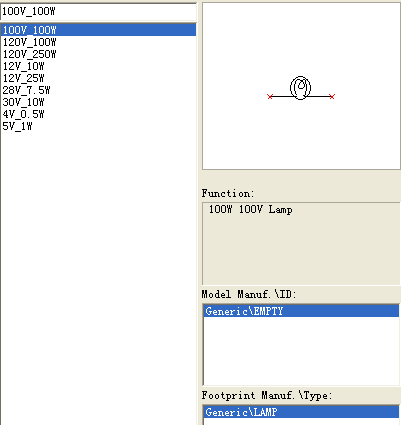 100V_100W
100V_100W
120V_100W
120V_250W
12V_10W
12V_25W
28V_7.5W
30V_10W
4V_0.5W
5V_1W
Function:
100W 100V Lamp
Model Manuf.\ID:
Generic\EMPTY
Footprint Manuf.\Type:
Generic\LAMP